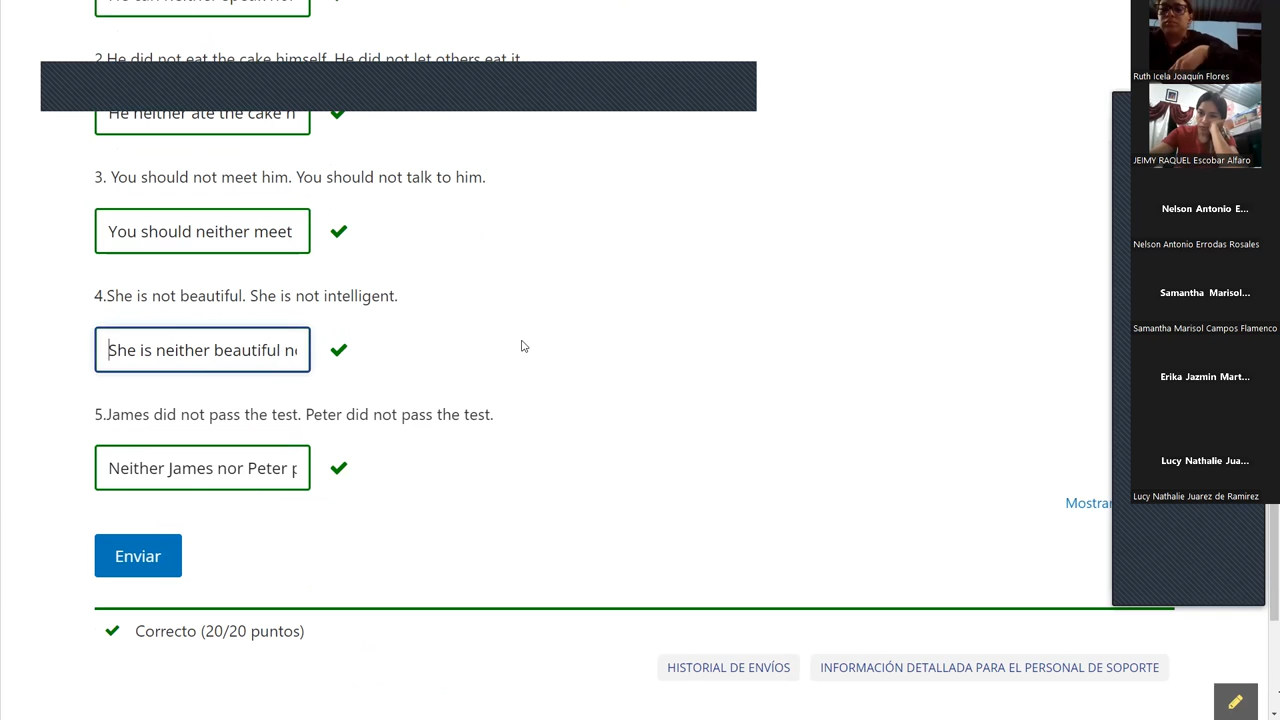 2.He did not eat the cake himself. He did not let others eat it
He neither ate the cake n
3. You should not meet him. You should not talk to him.
You should neither meet
4.She is not beautiful. She is not intelligent.
She is neither beautiful no
5.James did not pass the test. Peter did not pass the test.
Neither James nor Peter p
Mostrar
Enviar
Correcto (20/20 puntos)
HISTORIAL DE ENVÍOS
INFORMACIÓN DETALLADA PARA EL PERSONAL DE SOPORTE
Ruth Icela Joaquín Flores
JEIMY RAQUEL Escobar Alfaro
Nelson Antonio E...
Nelson Antonio Errodas Rosales
Samantha Marisol...
Samantha Marisol Campos Flamenco
Erika Jazmin Mart...
Lucy Nathalie Jua...
Lucy Nathalie Juarez de Ramirez